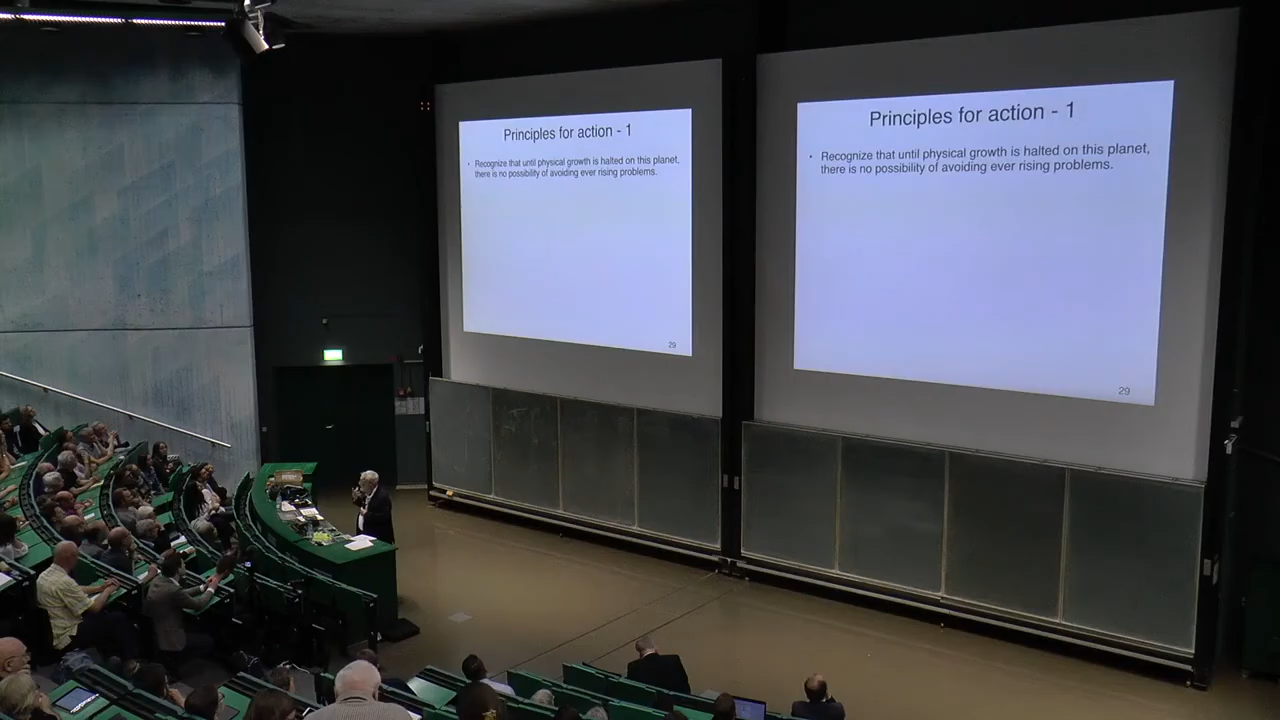 Principles for action - 1
• Recognize that until physical growth is halted on this planet,
there is no possibility of avoiding ever rising problems.
29
Principles for action - 1
• Recognize that until physical growth is halted on this planet,
there is no possibility of avoiding ever rising problems.
29